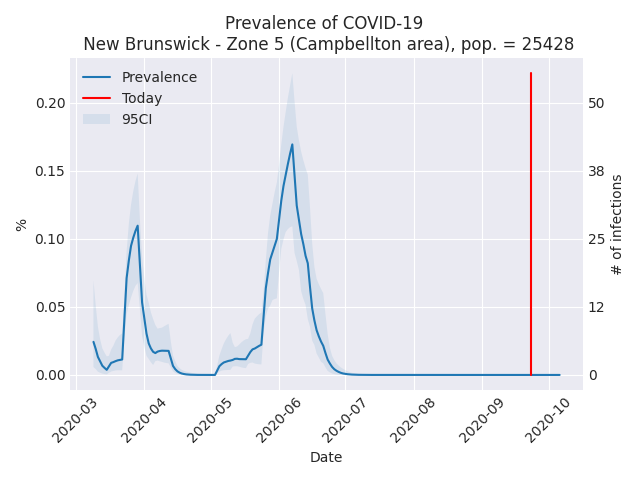 Prevalence of COVID-19
New Brunswick - Zone 5 (Campbellton area), pop. = 25428
Prevalence
Today
95CI
%
0.20
0.15
0.10
0.05
0.00
50
38
25
12
0
# of infections
2020-03
2020-04
2020-05
2020-06
2020-07
2020-08
2020-09
2020-10
Date